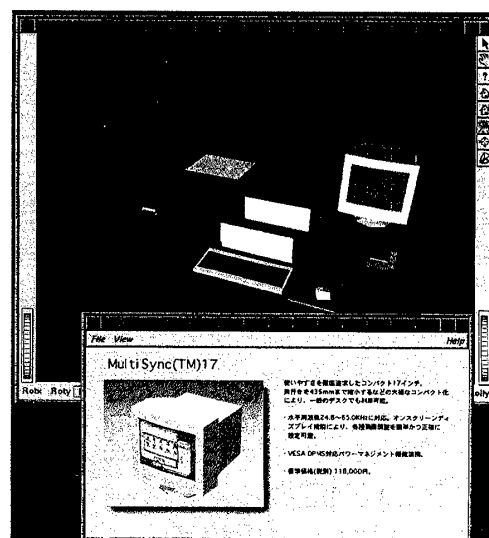 File View Help
MultiSync(TM)17
使いやすさを徹底追求したコンパクト17インチ。
奥行きを435mmまで縮小するなどの大幅なコンパクト化
により、一般のデスクでも利用可能。
・水平周波数24.8〜65.0KHzに対応。オンスクリーンディ
スプレイ機能により、各種画面調整を簡単かつ正確に
設定可能。
・VESA DPMS対応パワーマネジメント機能装備。
・標準価格(税別) 118,000円。
Rotx Roty
olly